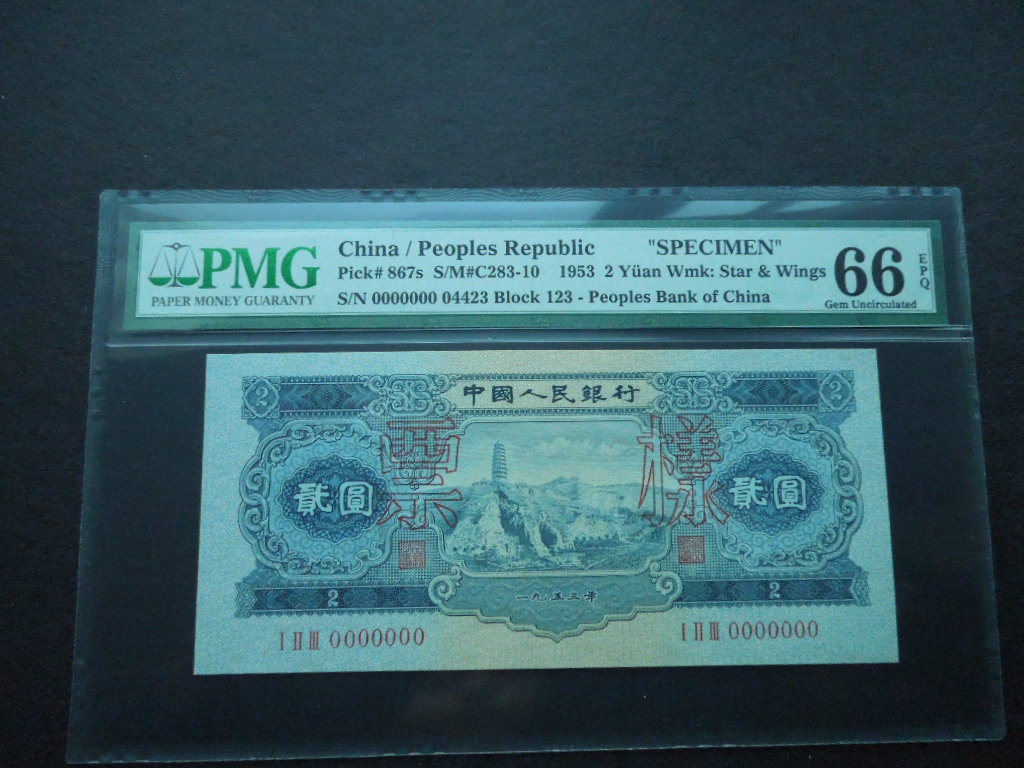 PMG
PAPER MONEY GUARANTY
China / Peoples Republic "SPECIMEN"
Pick# 867s S/M#C283-10 1953 2 Yüan Wmk: Star & Wings
S/N 0000000 04423 Block 123 - Peoples Bank of China
66 EPQ
Gem Uncirculated
2 中國人民銀行 2
票 樣
貳圓 貳圓
2 一九五三年 2
I II III 0000000 I II III 0000000